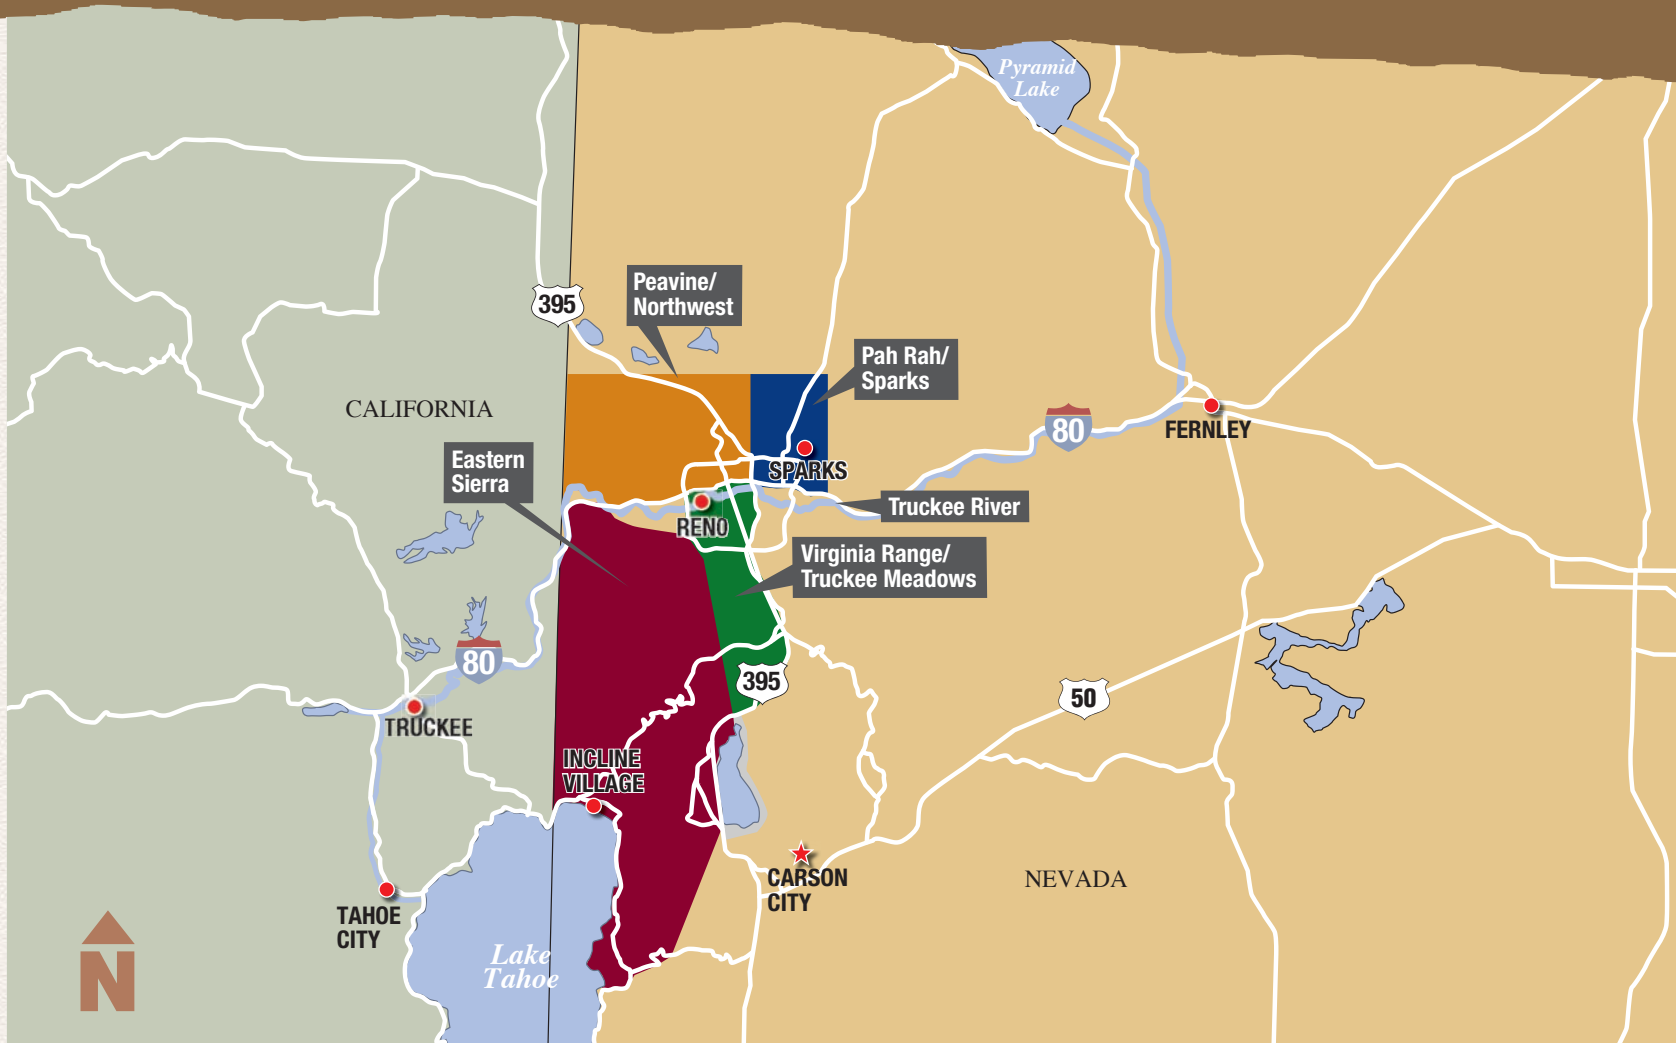 Pyramid
Lake
395
Peavine/
Northwest
Pah Rah/
Sparks
CALIFORNIA
80
FERNLEY
Eastern
Sierra
SPARKS
Truckee River
RENO
Virginia Range/
Truckee Meadows
80
395
50
TRUCKEE
INCLINE
VILLAGE
CARSON
CITY
NEVADA
TAHOE
CITY
Lake
Tahoe
N